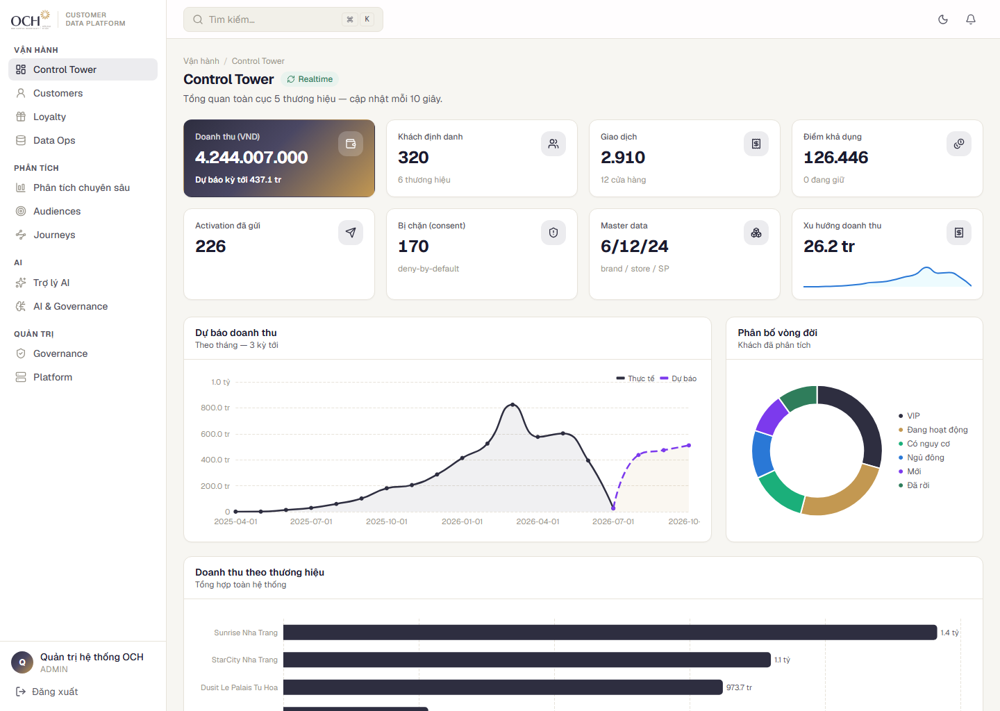 OCH
CUSTOMER
DATA PLATFORM
VẬN HÀNH
Control Tower
Customers
Loyalty
Data Ops
PHÂN TÍCH
Phân tích chuyên sâu
Audiences
Journeys
AI
Trợ lý AI
AI & Governance
QUẢN TRỊ
Governance
Platform
Q
Quản trị hệ thống OCH
ADMIN
Đăng xuất
Tìm kiếm...
⌘ K
Vận hành / Control Tower
Control Tower
Realtime
Tổng quan toàn cục 5 thương hiệu — cập nhật mỗi 10 giây.
Doanh thu (VND)
4.244.007.000
Dự báo kỳ tới 437.1 tr
Khách định danh
320
6 thương hiệu
Giao dịch
2.910
12 cửa hàng
Điểm khả dụng
126.446
0 đang giữ
Activation đã gửi
226
Bị chặn (consent)
170
deny-by-default
Master data
6/12/24
brand / store / SP
Xu hướng doanh thu
26.2 tr
Dự báo doanh thu
Theo tháng — 3 kỳ tới
Thực tế
Dự báo
1.0 tỷ
800.0 tr
600.0 tr
400.0 tr
200.0 tr
0
2025-04-01
2025-07-01
2025-10-01
2026-01-01
2026-04-01
2026-07-01
2026-10-
Phân bố vòng đời
Khách đã phân tích
VIP
Đang hoạt động
Có nguy cơ
Ngủ đông
Mới
Đã rời
Doanh thu theo thương hiệu
Tổng hợp toàn hệ thống
Sunrise Nha Trang
1.4 tỷ
StarCity Nha Trang
1.1 tỷ
Dusit Le Palais Tu Hoa
973.7 tr